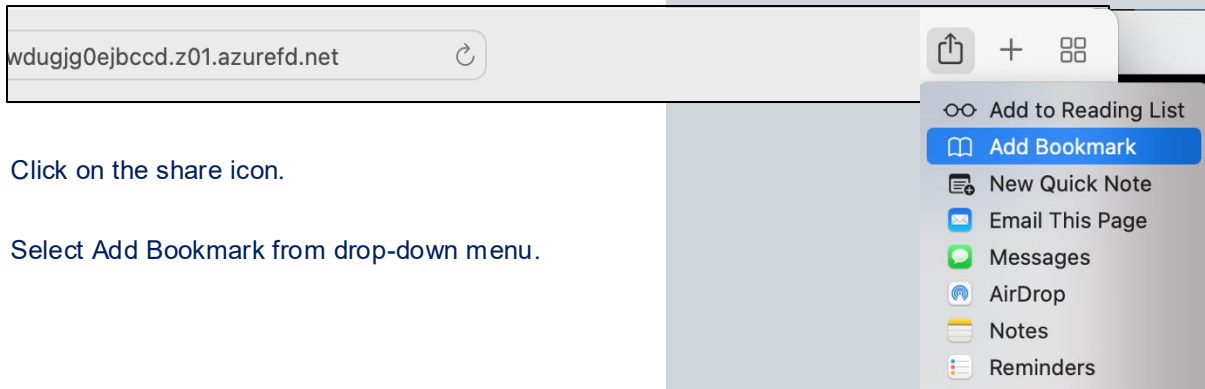 wdugjg0ejbccd.z01.azurefd.net
Click on the share icon.
Select Add Bookmark from drop-down menu.
Add to Reading List
Add Bookmark
New Quick Note
Email This Page
Messages
AirDrop
Notes
Reminders